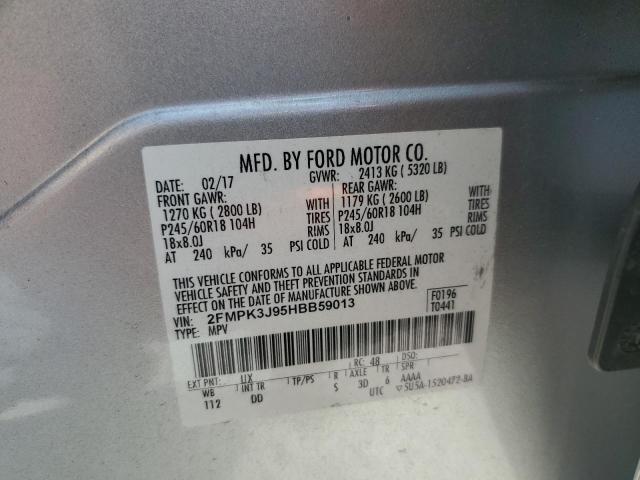 MFD. BY FORD MOTOR CO.
DATE: 02/17 GVWR: 2413 KG ( 5320 LB)
FRONT GAWR: REAR GAWR:
1270 KG ( 2800 LB) WITH 1179 KG ( 2600 LB) WITH
P245/60R18 104H TIRES P245/60R18 104H TIRES
18x8.0J RIMS 18x8.0J RIMS
AT 240 kPa/ 35 PSI COLD AT 240 kPa/ 35 PSI COLD
THIS VEHICLE CONFORMS TO ALL APPLICABLE FEDERAL MOTOR
VEHICLE SAFETY AND THEFT PREVENTION STANDARDS IN
EFFECT ON THE DATE OF MANUFACTURE SHOWN ABOVE.
VIN: 2FMPK3J95HBB59013 F0196
TYPE: MPV T0441
EXT PNT: UX RC: 48 DSO:
WB INT TR TP/PS R AXLE TR SPR
112 DD S 3D 6 AAAA
UTC 5U5A-1520472-BA